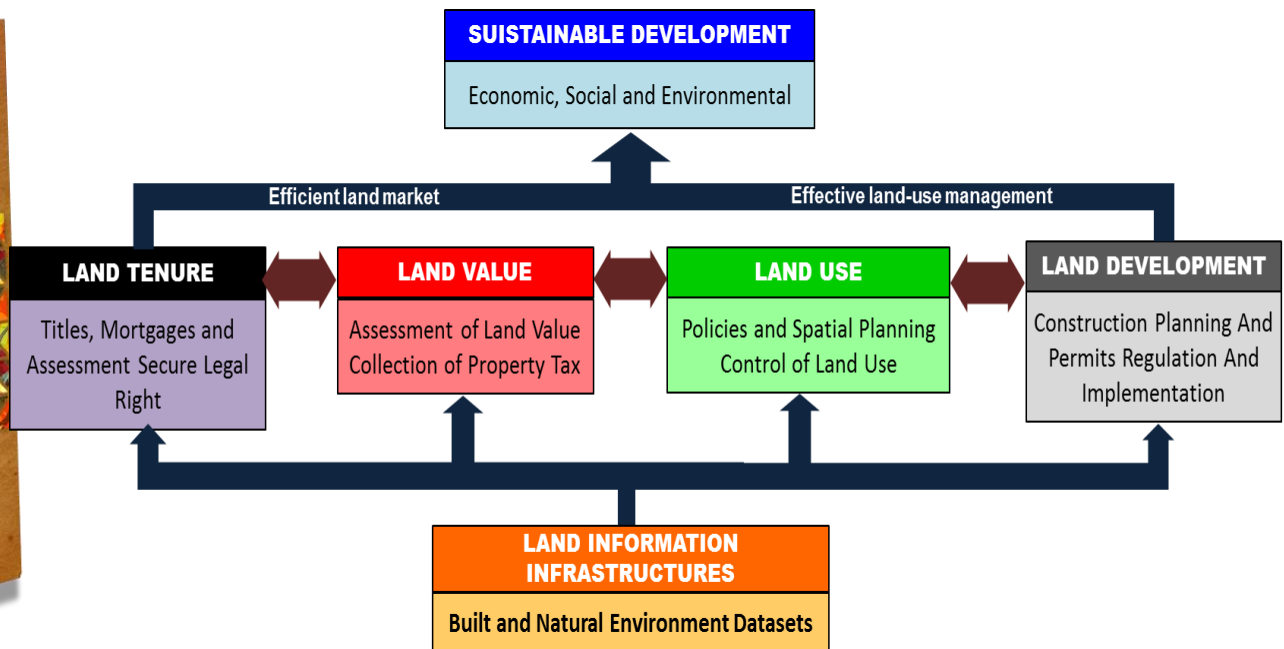 SUISTAINABLE DEVELOPMENT
Economic, Social and Environmental
Efficient land market
Effective land-use management
LAND TENURE
Titles, Mortgages and
Assessment Secure Legal
Right
LAND VALUE
Assessment of Land Value
Collection of Property Tax
LAND USE
Policies and Spatial Planning
Control of Land Use
LAND DEVELOPMENT
Construction Planning And
Permits Regulation And
Implementation
LAND INFORMATION
INFRASTRUCTURES
Built and Natural Environment Datasets